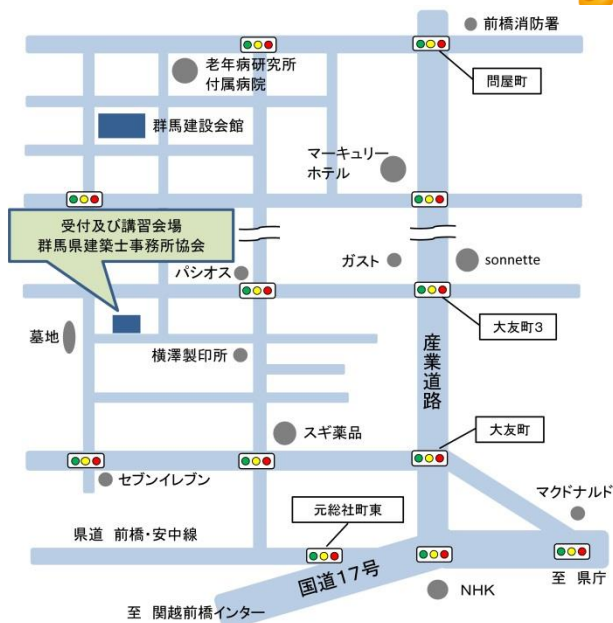 前橋消防署
老年病研究所
付属病院
問屋町
群馬建設会館
マーキュリー
ホテル
受付及び講習会場
群馬県建築士事務所協会
パシオス
ガスト
sonnette
墓地
横澤製印所
大友町3
産業道路
スギ薬品
大友町
セブンイレブン
マクドナルド
県道 前橋・安中線
元総社町東
国道17号
至 県庁
NHK
至 関越前橋インター